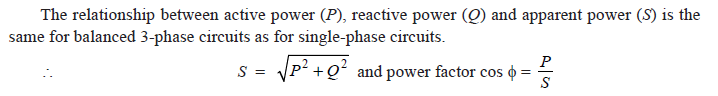 The relationship between active power (P), reactive power (Q) and apparent power (S) is the
same for balanced 3-phase circuits as for single-phase circuits.
∴ S = √(P² + Q²) and power factor cos ϕ = P/S